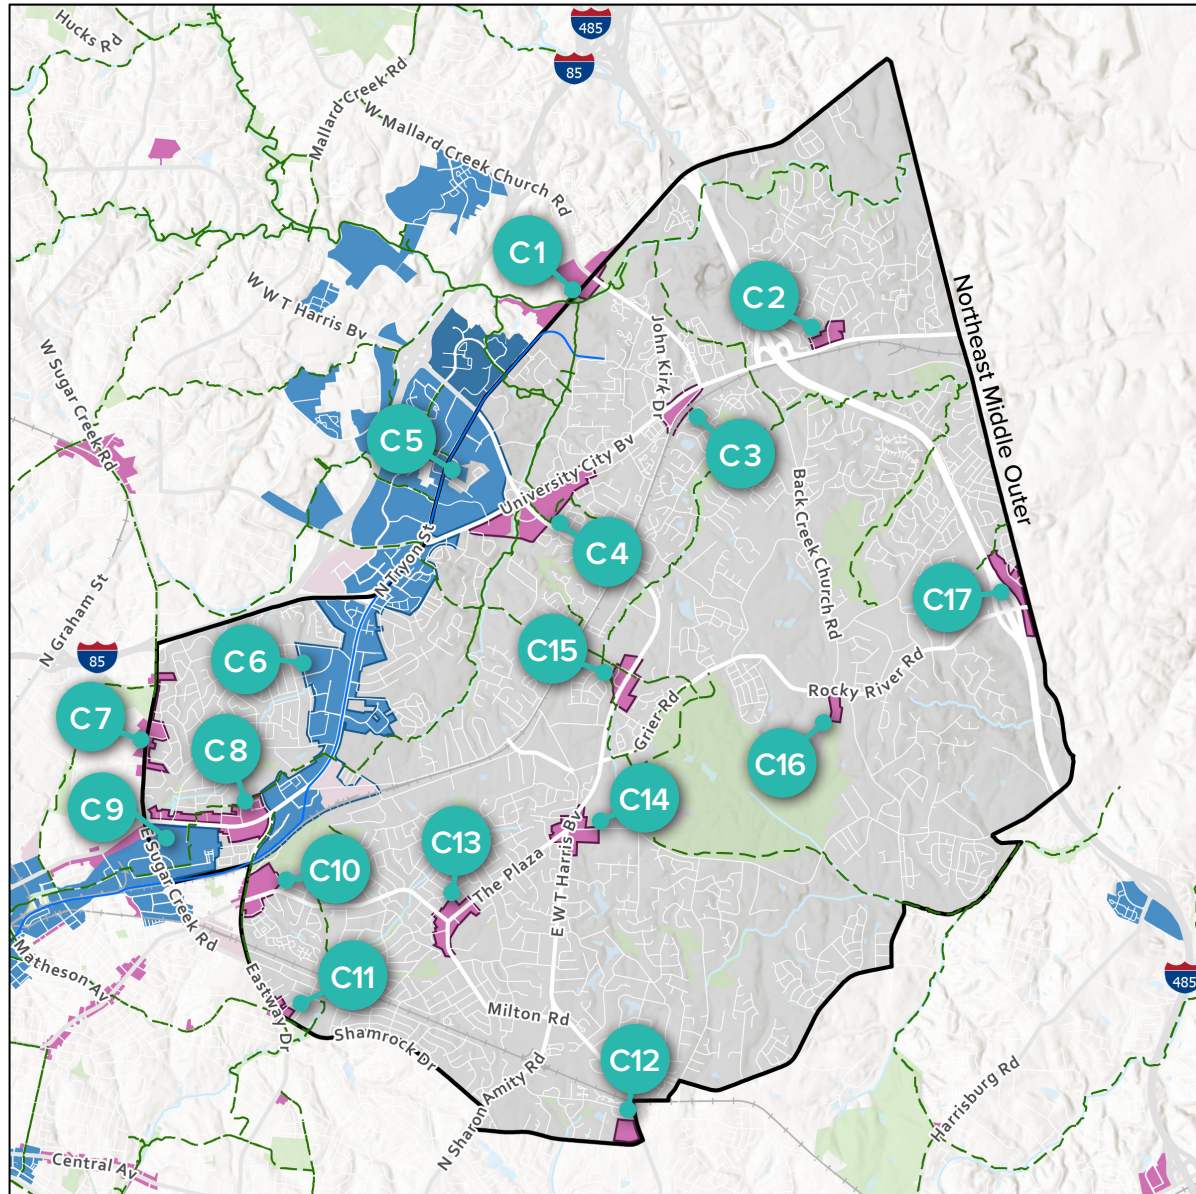 Hucks Rd
485
85
Mallard Creek Rd
W Mallard Creek Church Rd
C1
C2
W W T Harris Bv
John Kirk Dr
Northeast Middle Outer
W Sugar Creek Rd
C5
C3
University City Bv
Back Creek Church Rd
C4
N Tryon St
N Graham St
C17
85
C6
C15
Rocky River Rd
Grier Rd
C7
C8
C16
C9
C14
E Sugar Creek Rd
C13
The Plaza
E W T Harris Bv
C10
Matheson Av
C11
Eastway Dr
485
Milton Rd
Shamrock Dr
C12
N Sharon Amity Rd
Harrisburg Rd
Central Av